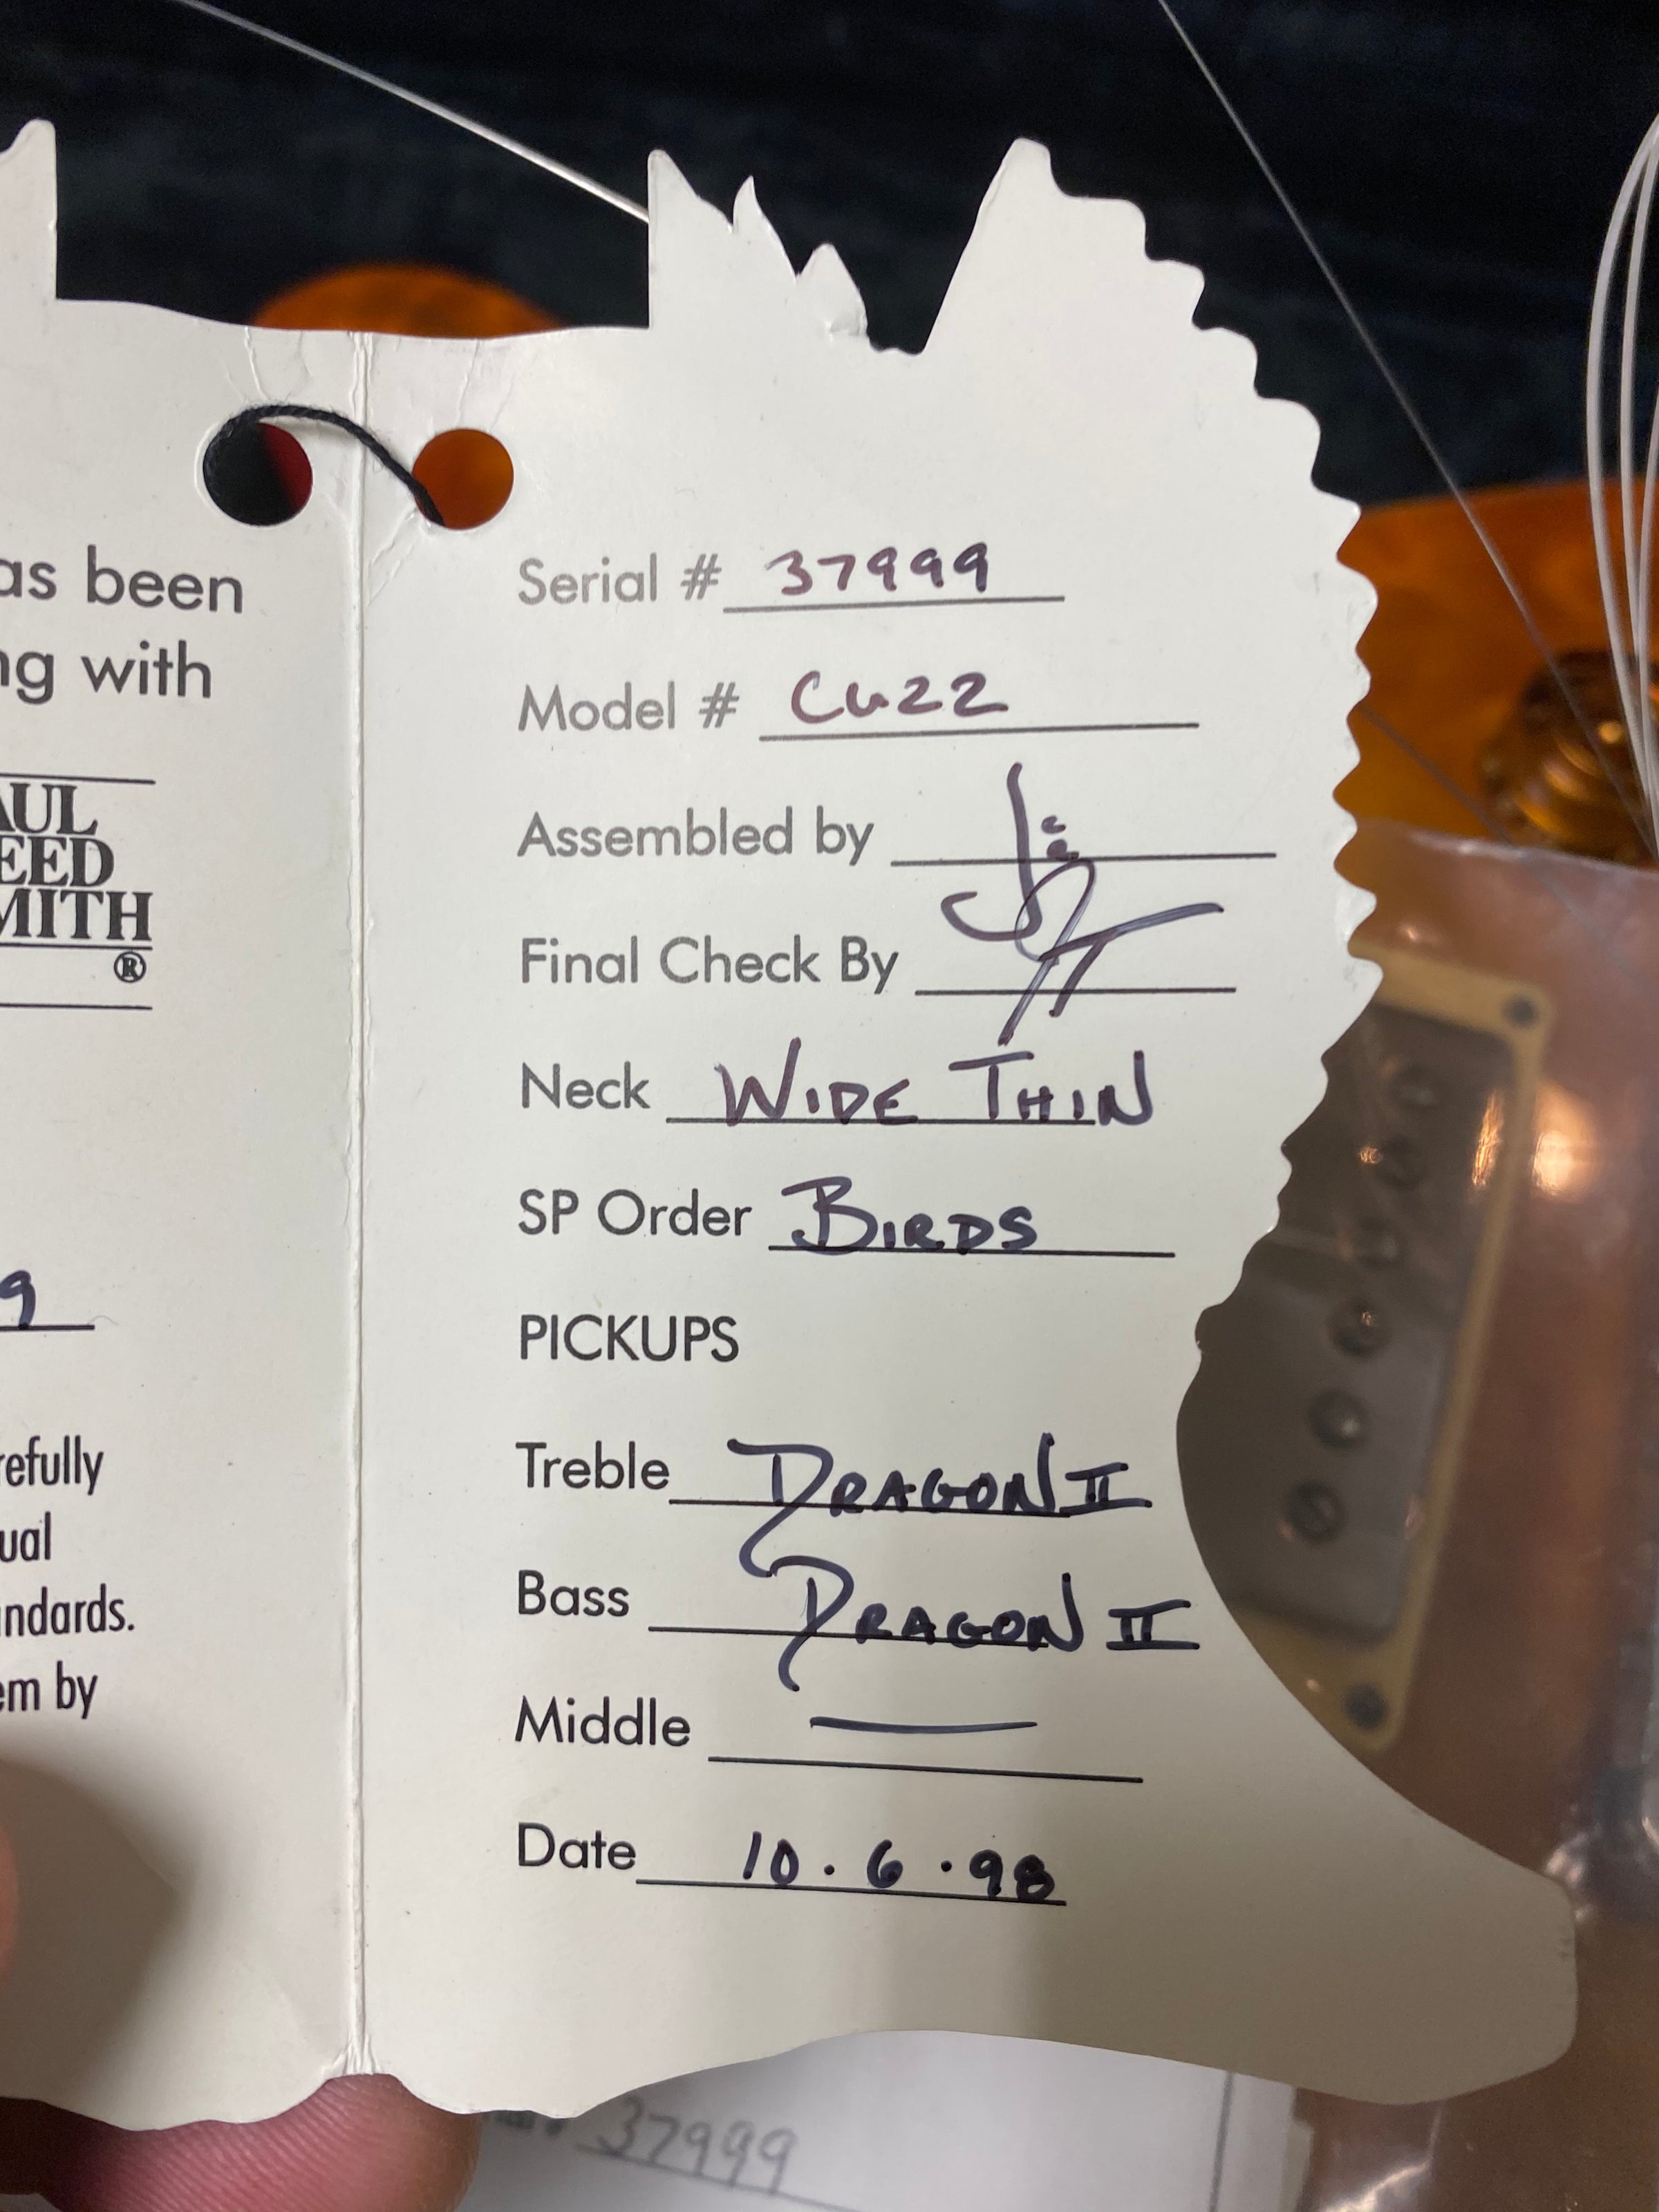 as been
ng with
AUL
EED
MITH
®
9
efully
ual
ndards.
em by
Serial # 37999
Model # Cu22
Assembled by
Final Check By
Neck WIDE THIN
SP Order BIRDS
PICKUPS
Treble DRAGON II
Bass DRAGON II
Middle —
Date 10.6.98
37999